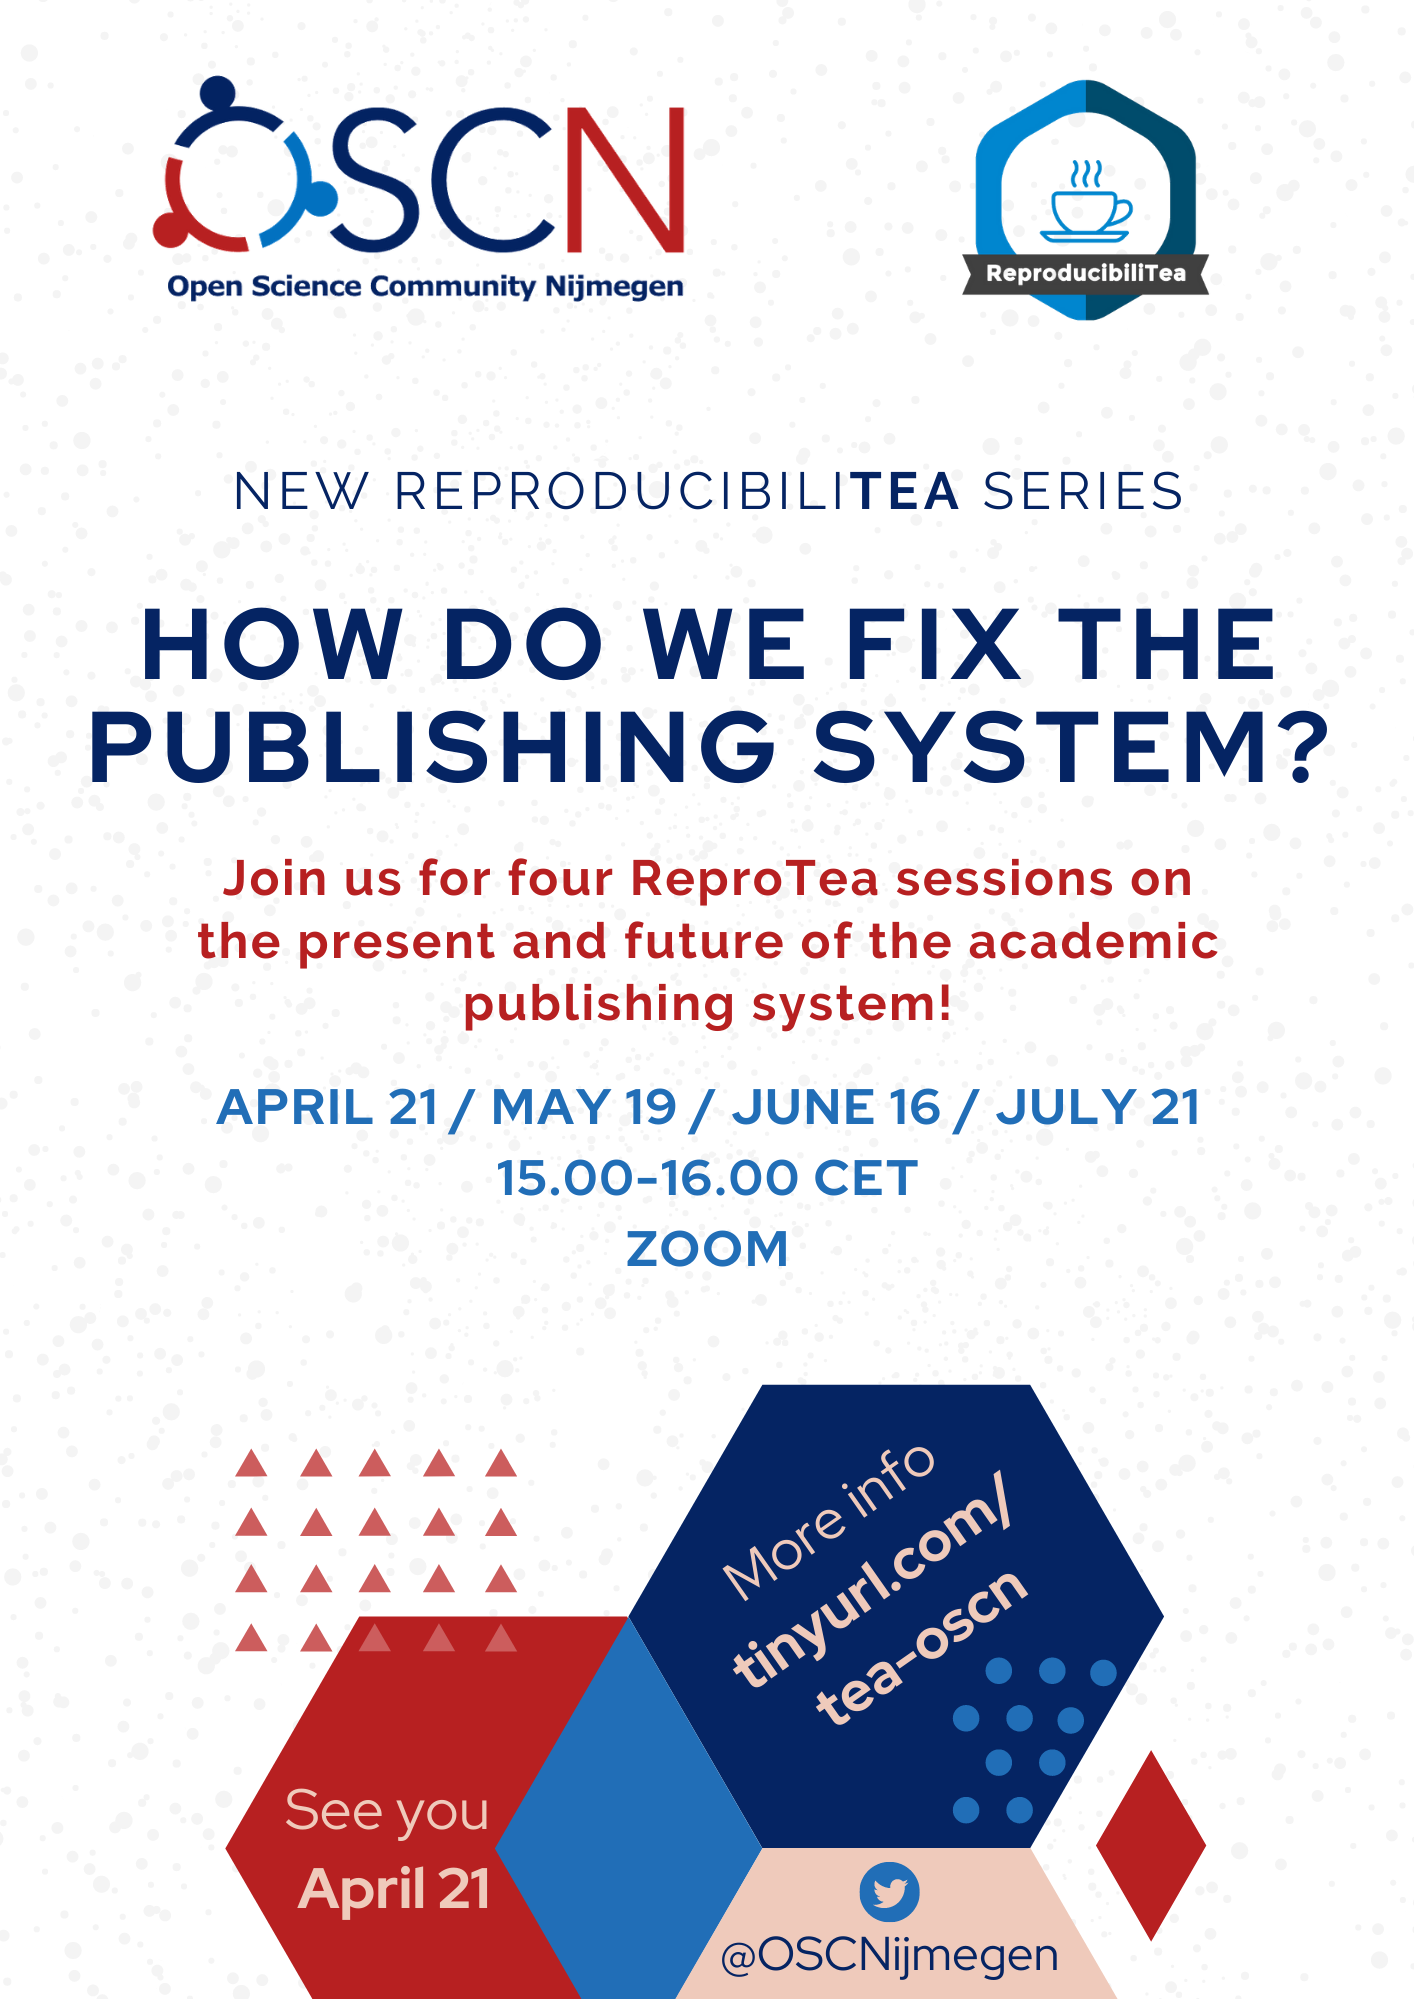 OSCN
Open Science Community Nijmegen
ReproducibiliTea
NEW REPRODUCIBILITEA SERIES
HOW DO WE FIX THE
PUBLISHING SYSTEM?
Join us for four ReproTea sessions on
the present and future of the academic
publishing system!
APRIL 21 / MAY 19 / JUNE 16 / JULY 21
15.00-16.00 CET
ZOOM
More info
tinyurl.com/
tea-oscn
See you
April 21
@OSCNijmegen